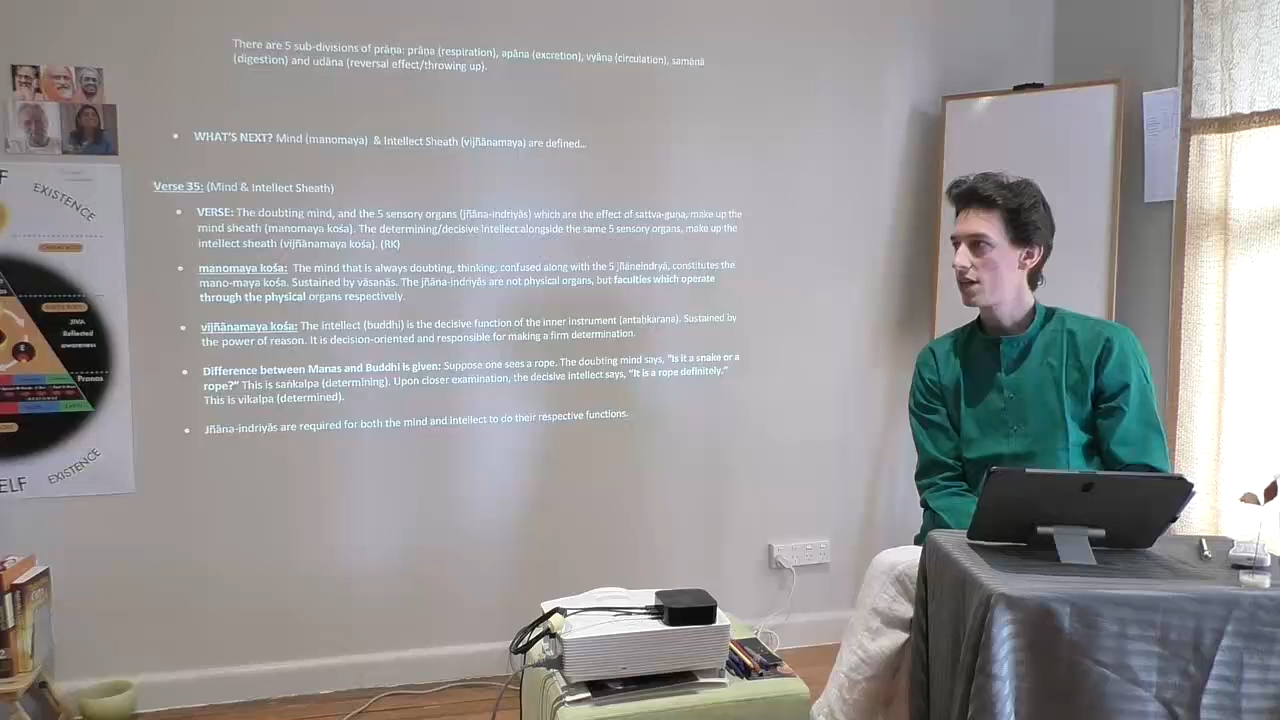 There are 5 sub-divisions of prāṇa: prāṇa (respiration), apāna (excretion), vyāna (circulation), samānā
(digestion) and udāna (reversal effect/throwing up).
• WHAT'S NEXT? Mind (manomaya) & Intellect Sheath (vijñānamaya) are defined…
Verse 35: (Mind & Intellect Sheath)
• VERSE: The doubting mind, and the 5 sensory organs (jñāna-indriyās) which are the effect of sattva-guṇa, make up the
mind sheath (manomaya kośa). The determining/decisive intellect alongside the same 5 sensory organs, make up the
intellect sheath (vijñānamaya kośa). (RK)
• manomaya kośa: The mind that is always doubting, thinking, confused along with the 5 jñāneindryā, constitutes the
mano-maya kośa. Sustained by vāsanās. The jñāna-indriyās are not physical organs, but faculties which operate
through the physical organs respectively.
• vijñānamaya kośa: The intellect (buddhi) is the decisive function of the inner instrument (antaḥkaraṇa). Sustained by
the power of reason. It is decision-oriented and responsible for making a firm determination.
• Difference between Manas and Buddhi is given: Suppose one sees a rope. The doubting mind says, "Is it a snake or a
rope?" This is saṅkalpa (determining). Upon closer examination, the decisive intellect says, "It is a rope definitely."
This is vikalpa (determined).
• Jñāna-indriyās are required for both the mind and intellect to do their respective functions.
F
EXISTENCE
JIVA
Reflected
awareness
Pranas
ELF
EXISTENCE